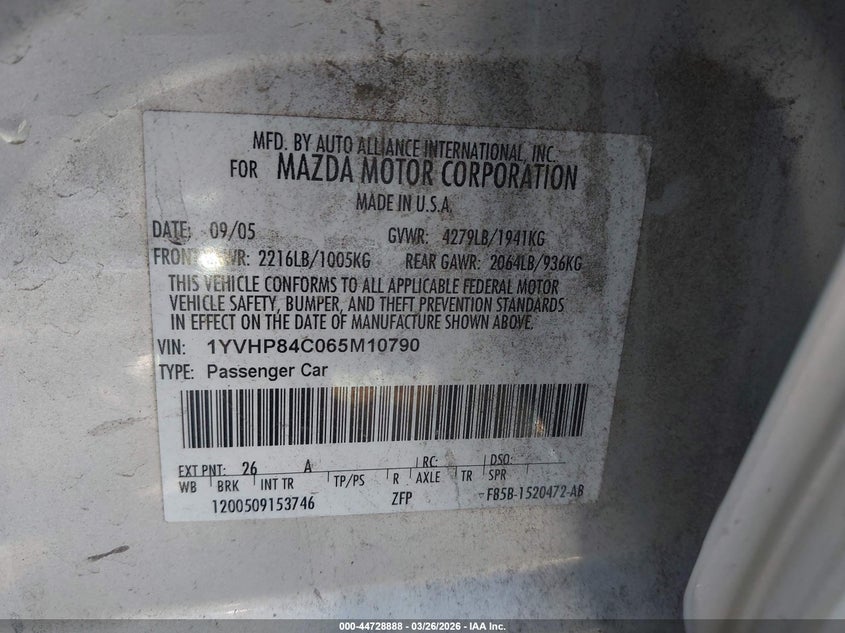 MFD. BY AUTO ALLIANCE INTERNATIONAL, INC.
FOR MAZDA MOTOR CORPORATION
MADE IN U.S.A.
DATE: 09/05 GVWR: 4279LB/1941KG
FRONT GAWR: 2216LB/1005KG REAR GAWR: 2064LB/936KG
THIS VEHICLE CONFORMS TO ALL APPLICABLE FEDERAL MOTOR
VEHICLE SAFETY, BUMPER, AND THEFT PREVENTION STANDARDS
IN EFFECT ON THE DATE OF MANUFACTURE SHOWN ABOVE.
VIN: 1YVHP84C065M10790
TYPE: Passenger Car
EXT PNT: 26 A RC: DSO:
WB BRK INT TR TP/PS R AXLE TR SPR
1200509153746 ZFP F85B-1520472-AB
000-44728888 — 03/26/2026 — IAA Inc.